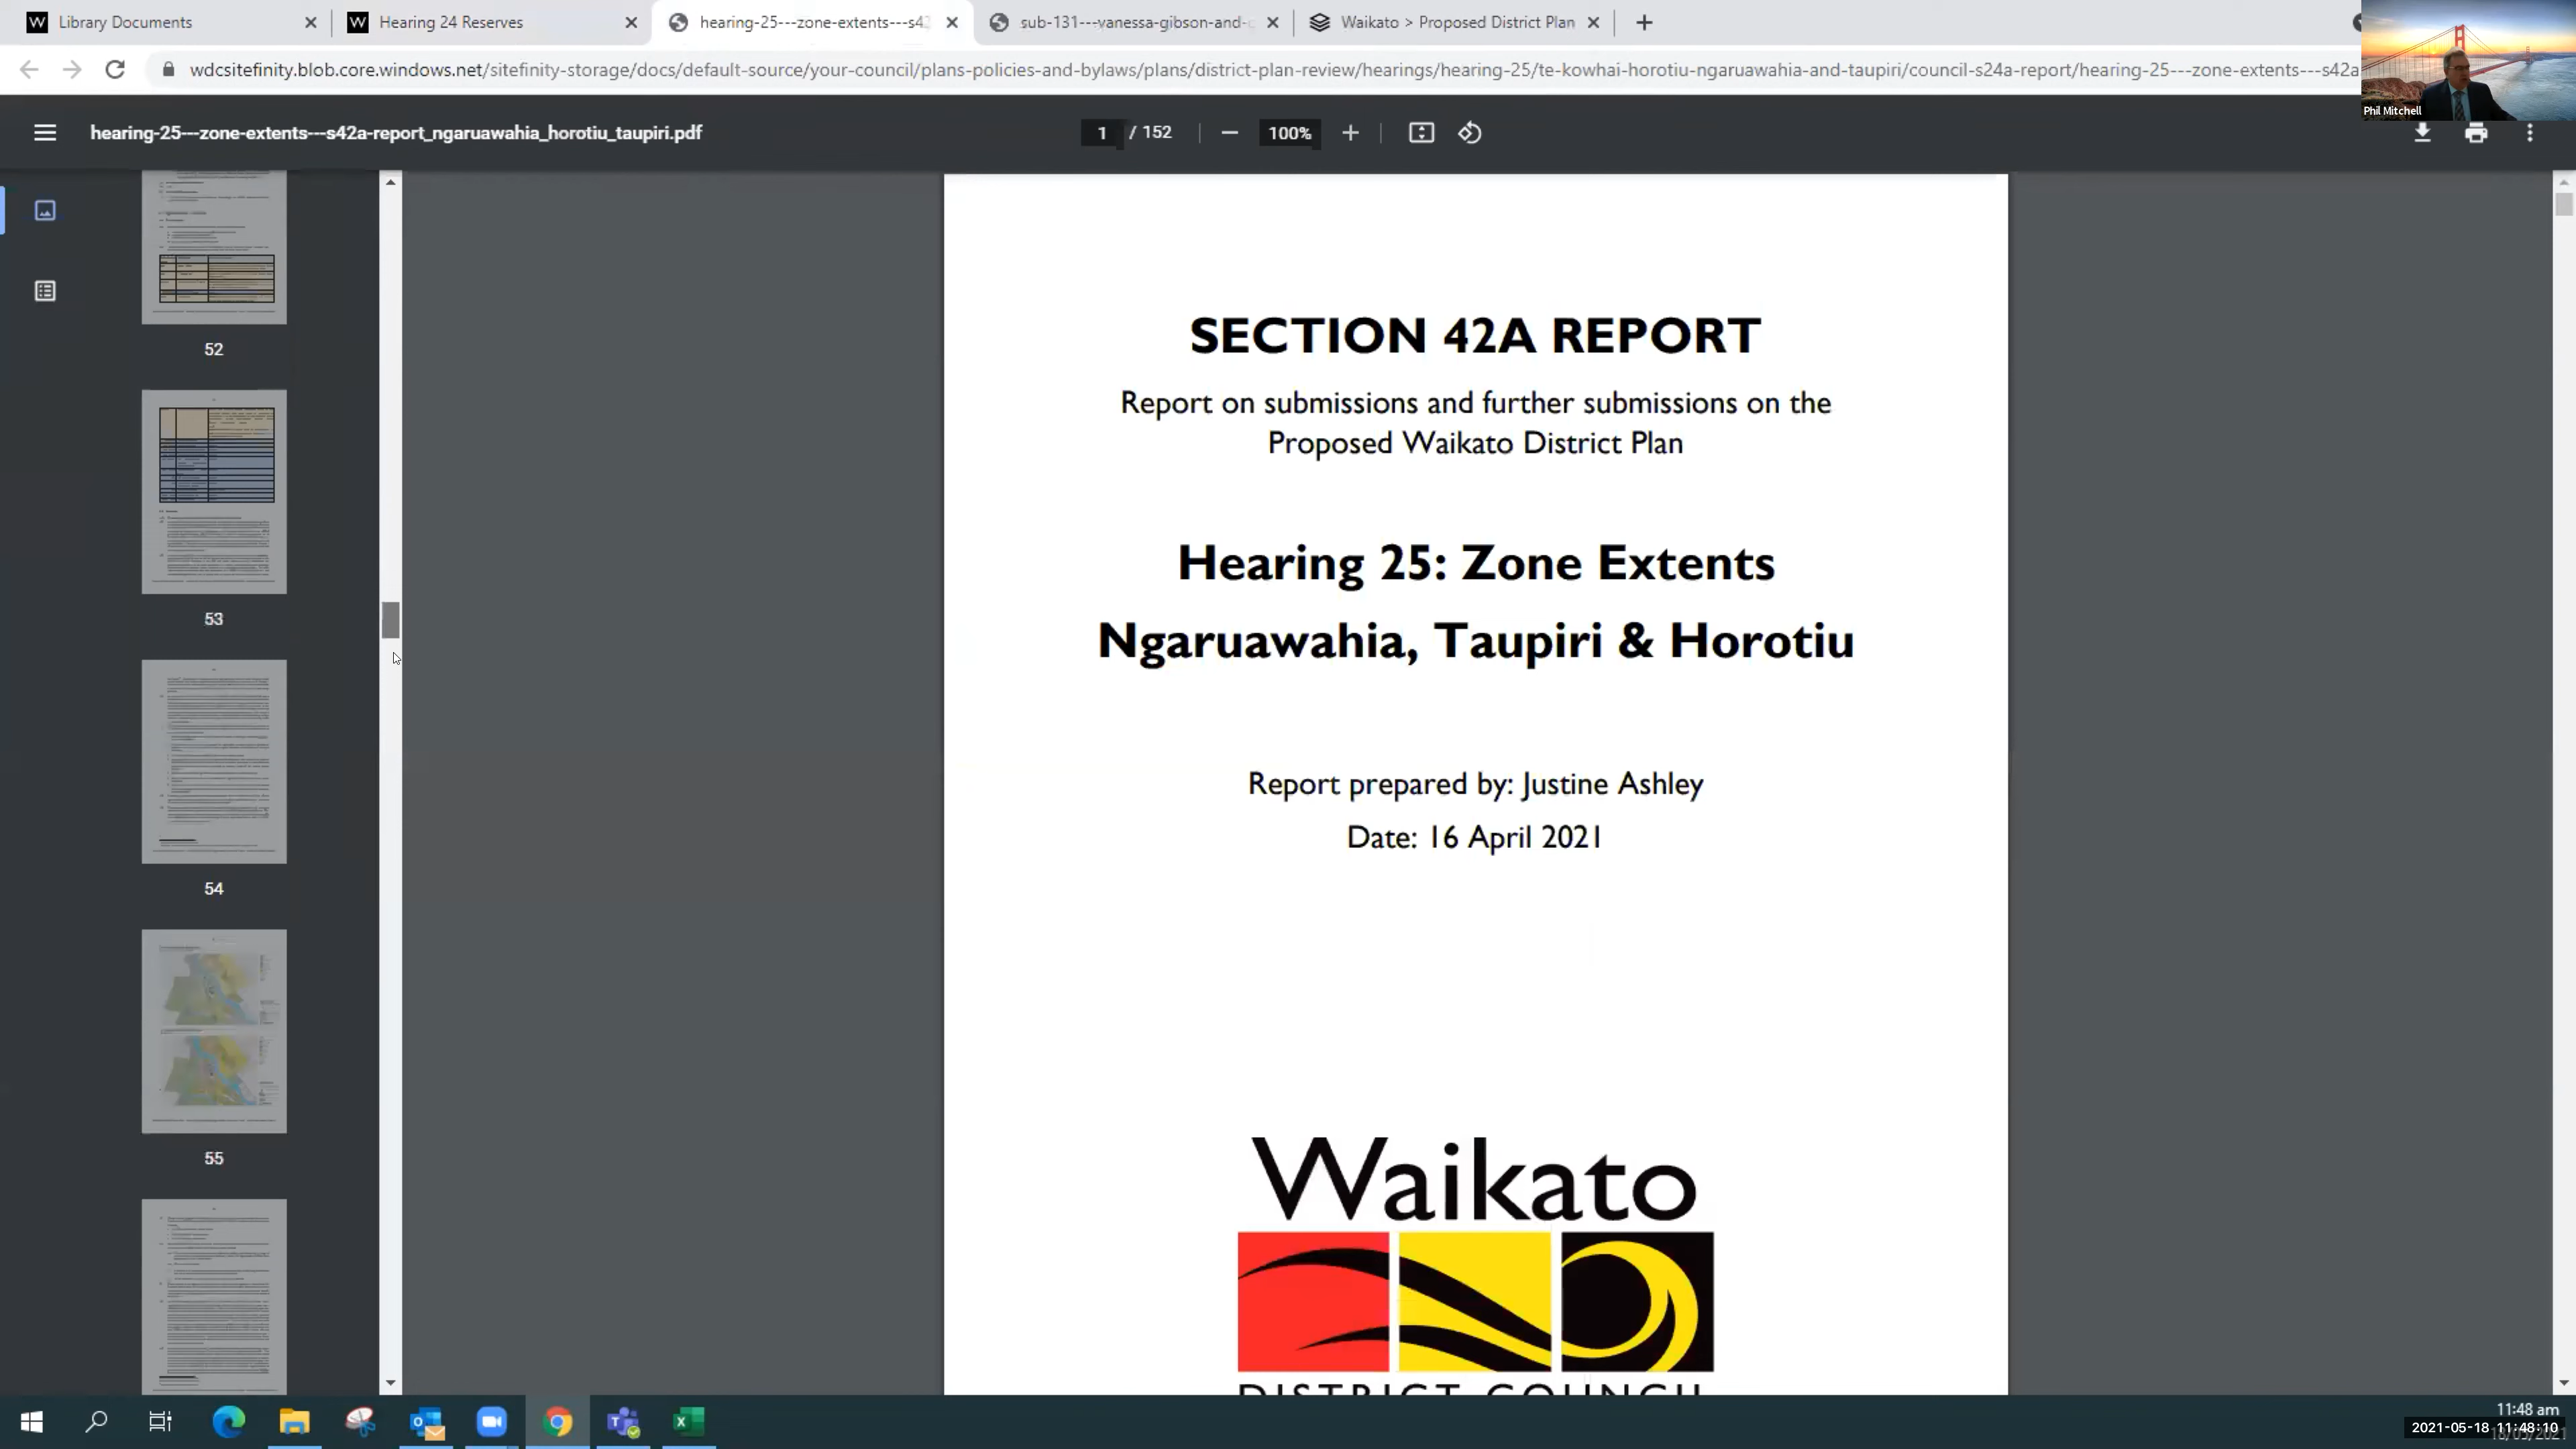 Library Documents
Hearing 24 Reserves
hearing-25---zone-extents---s42
sub-131---vanessa-gibson-and-
Waikato > Proposed District Plan
wdcsitefinity.blob.core.windows.net/sitefinity-storage/docs/default-source/your-council/plans-policies-and-bylaws/plans/district-plan-review/hearings/hearing-25/te-kowhai-horotiu-ngaruawahia-and-taupiri/council-s24a-report/hearing-25---zone-extents---s42a
Phil Mitchell
hearing-25---zone-extents---s42a-report_ngaruawahia_horotiu_taupiri.pdf
1 / 152
100%
52
53
54
55
SECTION 42A REPORT
Report on submissions and further submissions on the
Proposed Waikato District Plan
Hearing 25: Zone Extents
Ngaruawahia, Taupiri & Horotiu
Report prepared by: Justine Ashley
Date: 16 April 2021
Waikato
DISTRICT COUNCIL
11:48 am
2021-05-18 11:48:10